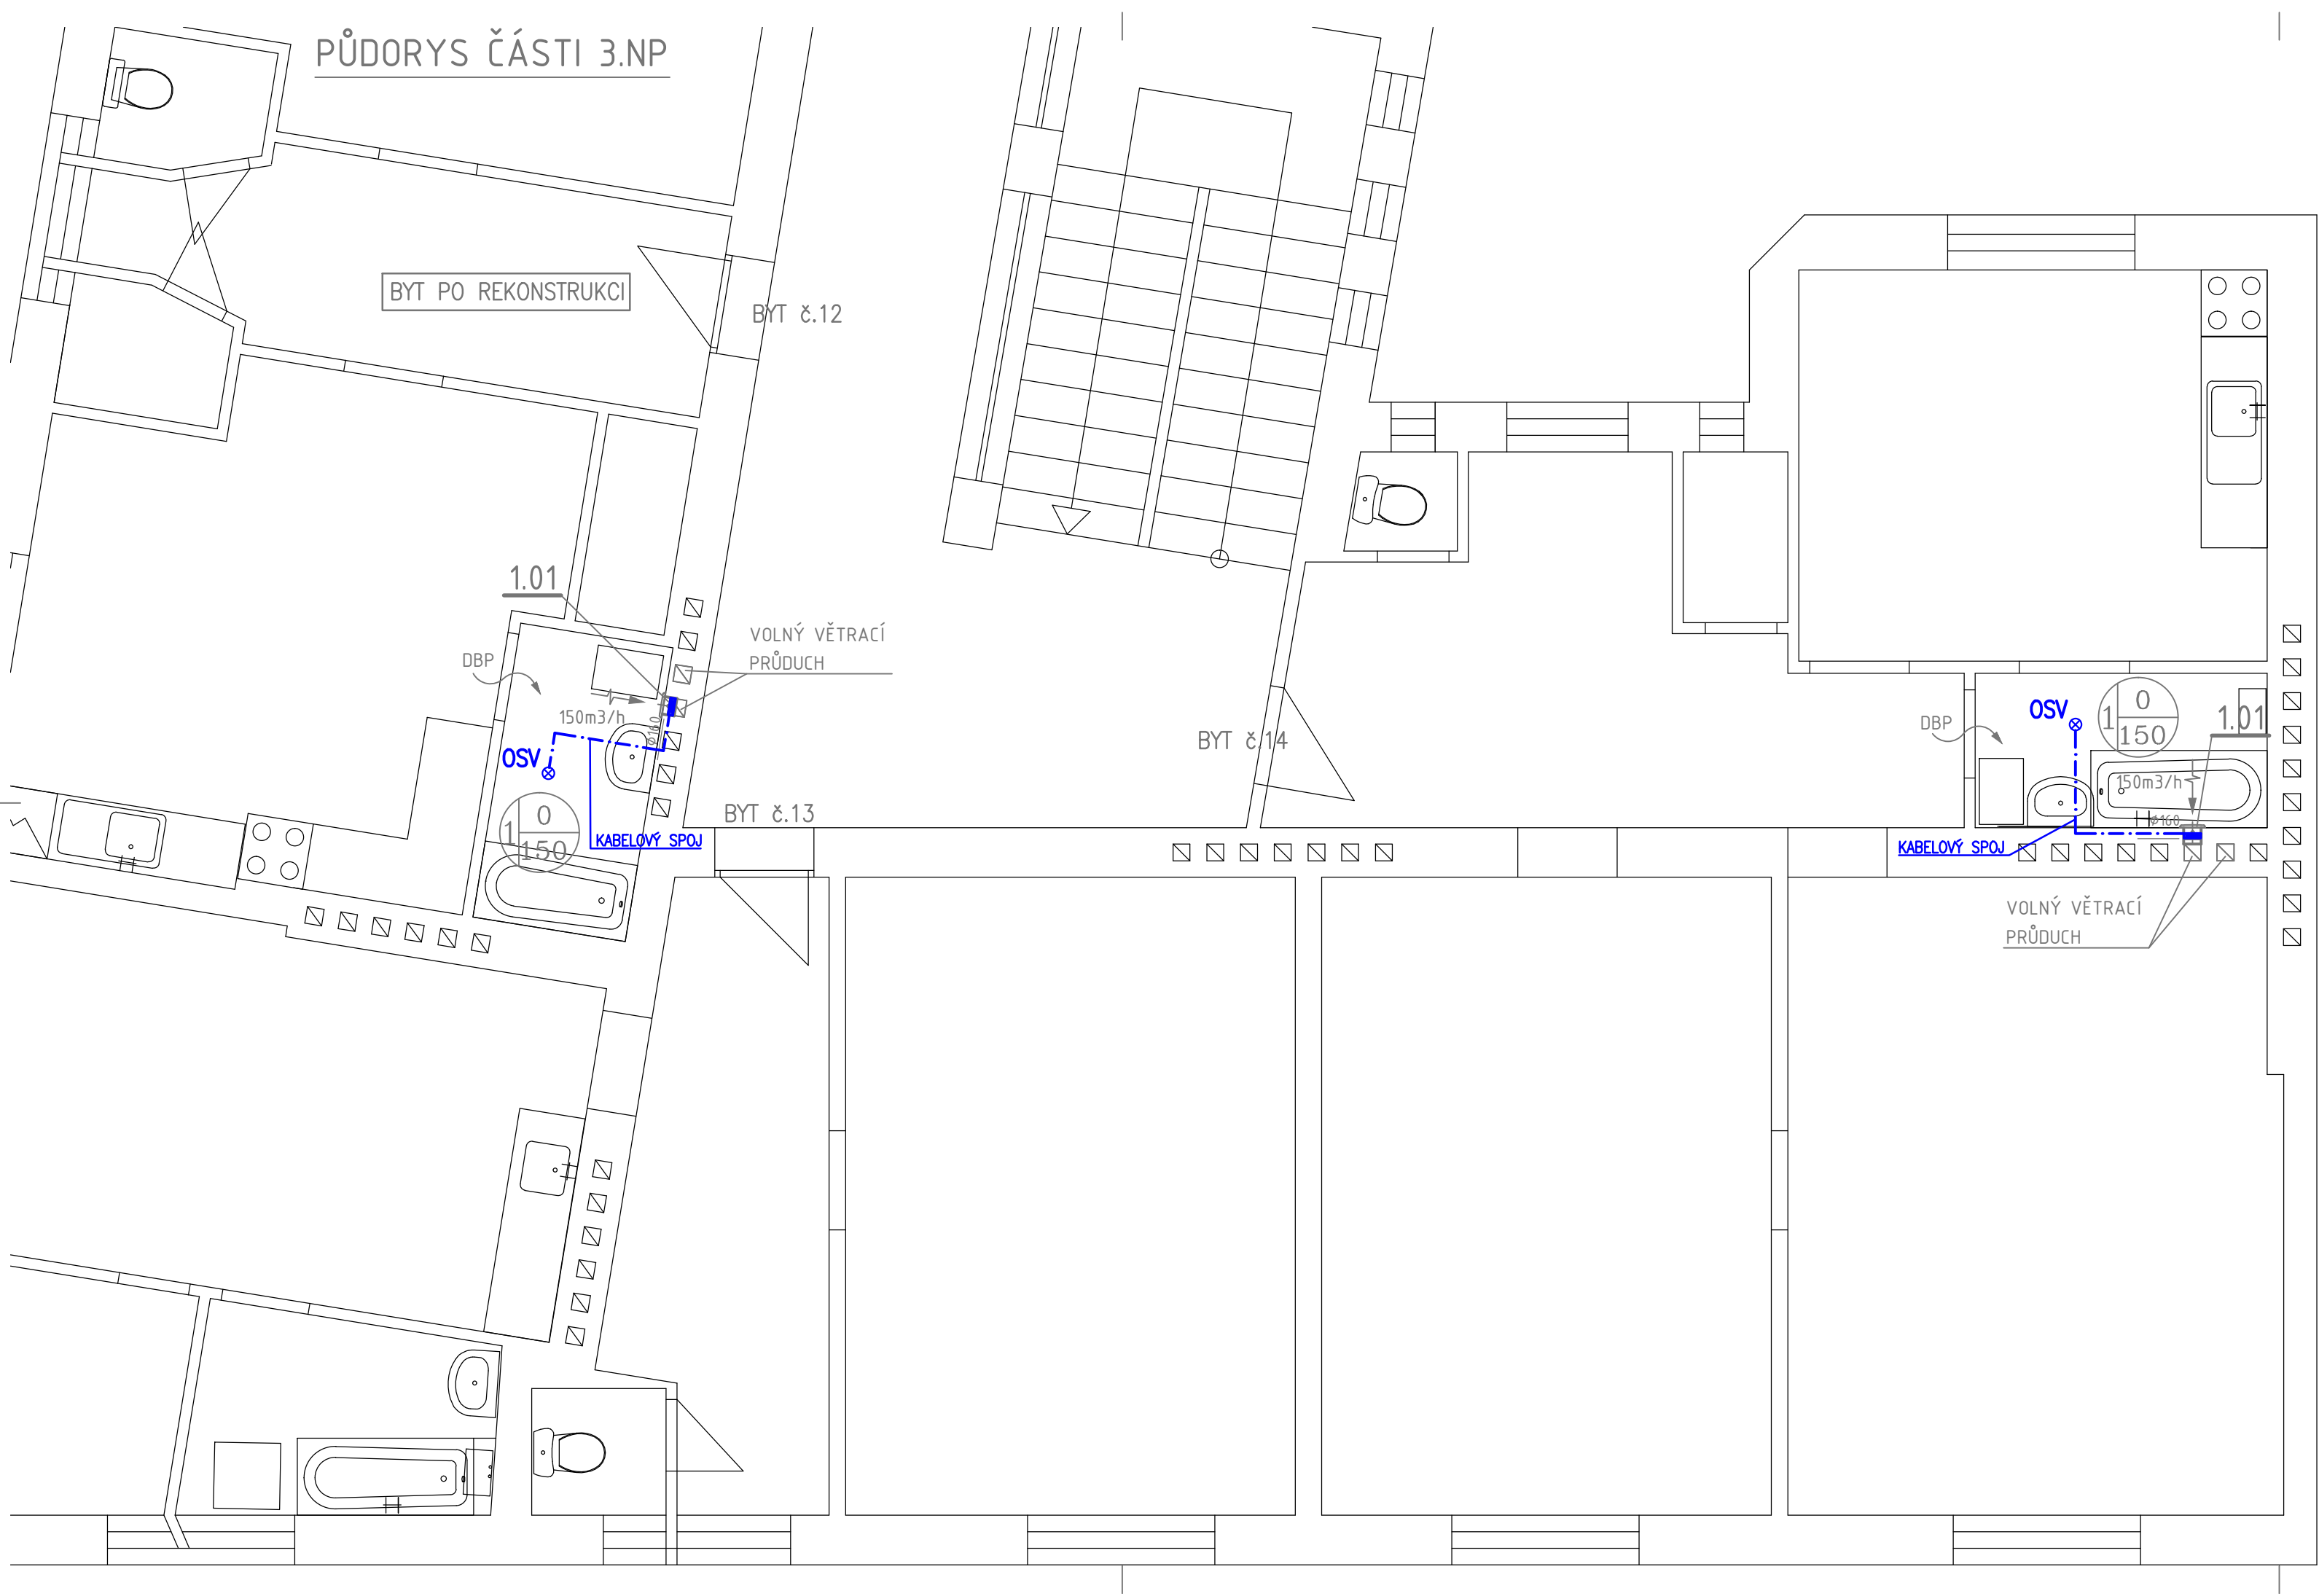 PŮDORYS ČÁSTI 3.NP
BYT PO REKONSTRUKCI
BYT č.12
1.01
VOLNÝ VĚTRACÍ
PRŮDUCH
DBP
150m3/h
ø160
OSV
0
1
150
KABELOVÝ SPOJ
BYT č.13
BYT č.14
DBP
OSV
0
1
150
1.01
150m3/h
ø160
KABELOVÝ SPOJ
VOLNÝ VĚTRACÍ
PRŮDUCH